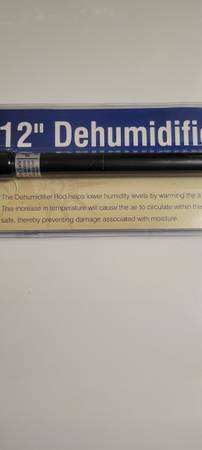 12" Dehumidifie
The Dehumidifier Rod helps lower humidity levels by warming the a
This increase in temperature will cause the air to circulate within the
safe, thereby preventing damage associated with moisture.